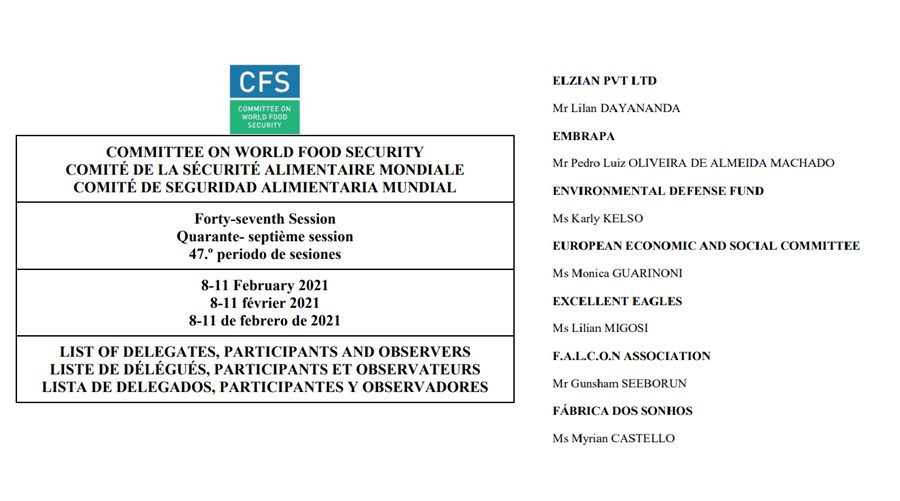 CFS
COMMITTEE ON
WORLD FOOD
SECURITY
COMMITTEE ON WORLD FOOD SECURITY
COMITÉ DE LA SÉCURITÉ ALIMENTAIRE MONDIALE
COMITÉ DE SEGURIDAD ALIMIENTARIA MUNDIAL
Forty-seventh Session
Quarante- septième session
47.º periodo de sesiones
8-11 February 2021
8-11 février 2021
8-11 de febrero de 2021
LIST OF DELEGATES, PARTICIPANTS AND OBSERVERS
LISTE DE DÉLÉGUÉS, PARTICIPANTS ET OBSERVATEURS
LISTA DE DELEGADOS, PARTICIPANTES Y OBSERVADORES
ELZIAN PVT LTD
Mr Lilan DAYANANDA
EMBRAPA
Mr Pedro Luiz OLIVEIRA DE ALMEIDA MACHADO
ENVIRONMENTAL DEFENSE FUND
Ms Karly KELSO
EUROPEAN ECONOMIC AND SOCIAL COMMITTEE
Ms Monica GUARINONI
EXCELLENT EAGLES
Ms Lilian MIGOSI
F.A.L.C.O.N ASSOCIATION
Mr Gunsham SEEBORUN
FÁBRICA DOS SONHOS
Ms Myrian CASTELLO